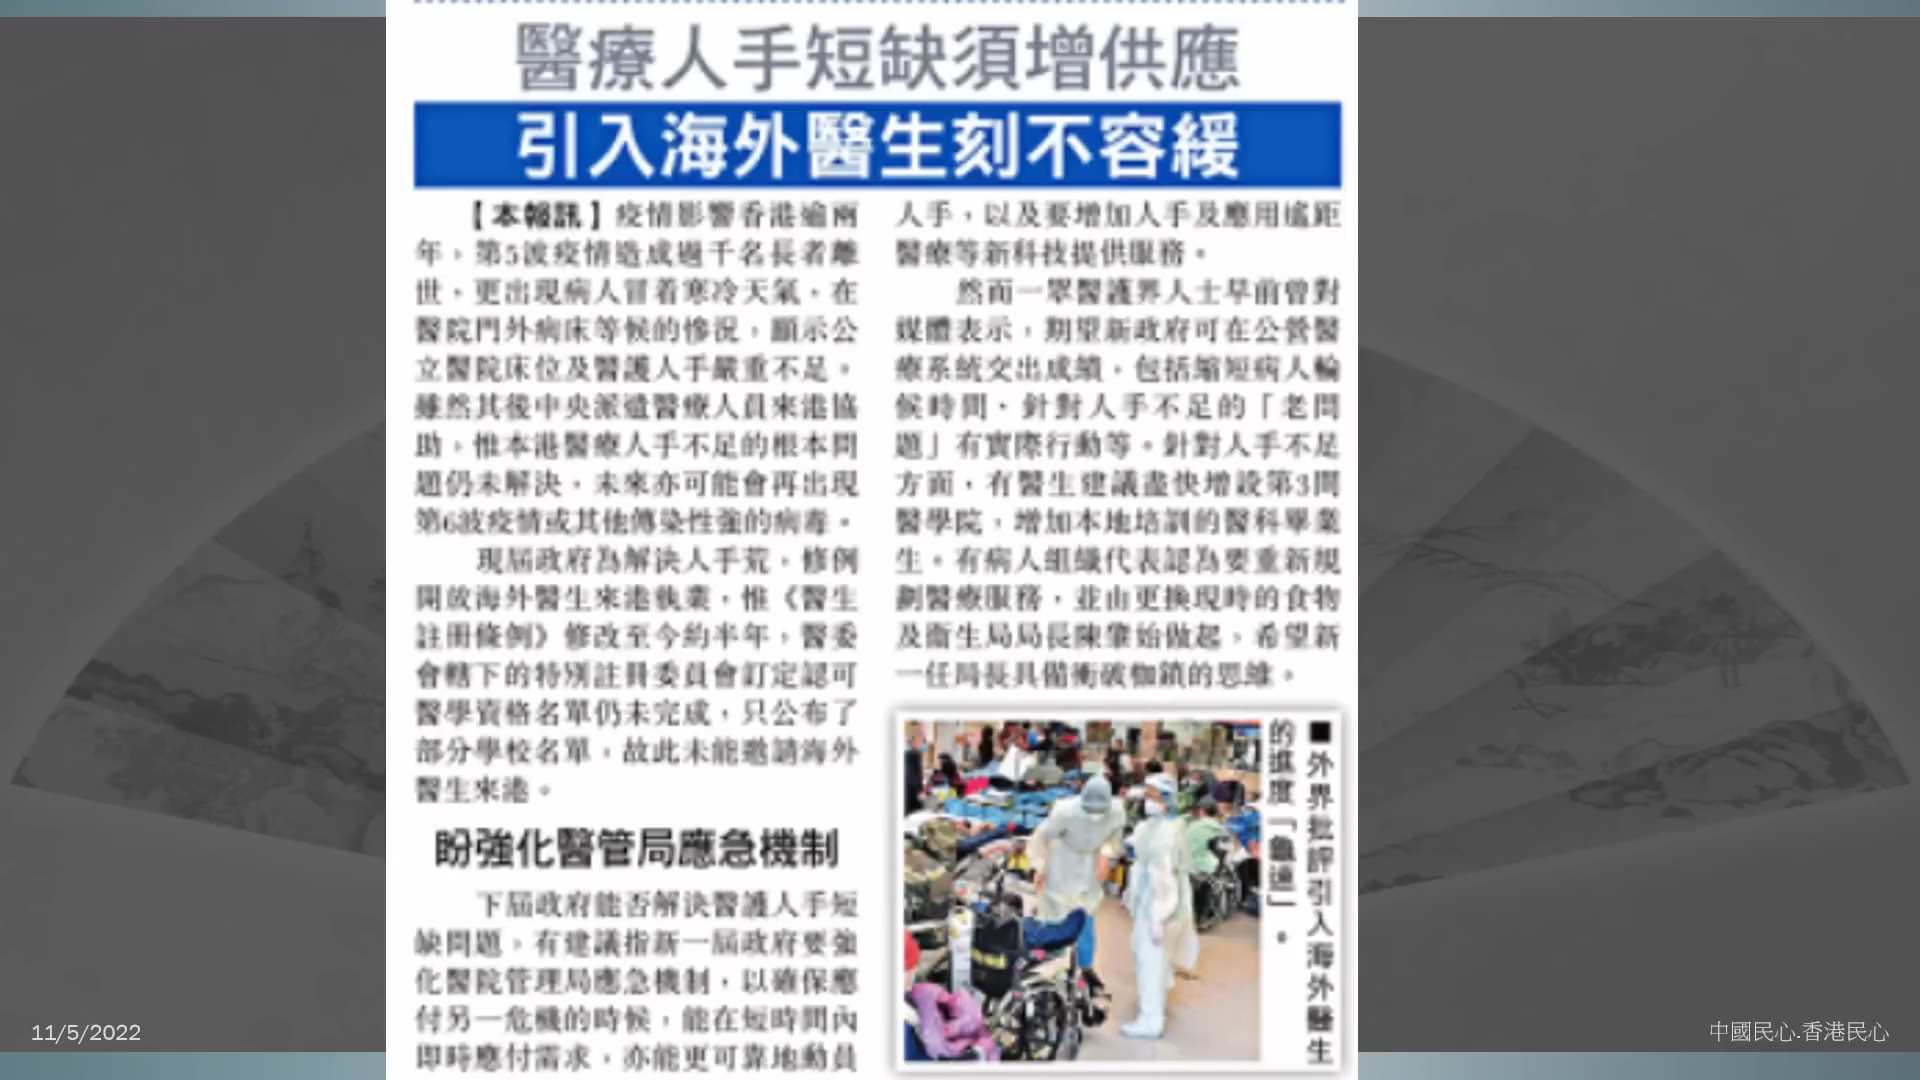 醫療人手短缺須增供應
引入海外醫生刻不容緩
【本報訊】疫情影響香港逾兩
年，第5波疫情造成過千名長者離
世，更出現病人冒着寒冷天氣，在
醫院門外病床等候的慘況，顯示公
立醫院床位及醫護人手嚴重不足。
雖然其後中央派遣醫療人員來港協
助，惟本港醫療人手不足的根本問
題仍未解決，未來亦可能會再出現
第6波疫情或其他傳染性強的病毒。
現屆政府為解決人手荒，修例
開放海外醫生來港執業，惟《醫生
註冊條例》修改至今約半年，醫委
會轄下的特別註冊委員會訂定認可
醫學資格名單仍未完成，只公布了
部分學校名單，故此未能邀請海外
醫生來港。
盼強化醫管局應急機制
下屆政府能否解決醫護人手短
缺問題，有建議指新一屆政府要強
化醫院管理局應急機制，以確保應
付另一危機的時候，能在短時間內
即時應付需求，亦能更可靠地動員
人手，以及要增加人手及應用遙距
醫療等新科技提供服務。
然而一眾醫護界人士早前曾對
媒體表示，期望新政府可在公營醫
療系統交出成績，包括縮短病人輪
候時間、針對人手不足的「老問
題」有實際行動等。針對人手不足
方面，有醫生建議盡快增設第3間
醫學院，增加本地培訓的醫科畢業
生。有病人組織代表認為要重新規
劃醫療服務，並由更換現時的食物
及衞生局局長陳肇始做起，希望新
一任局長具備衝破枷鎖的思維。
■外界批評引入海外醫生
的進度「龜速」。
11/5/2022
中國民心.香港民心